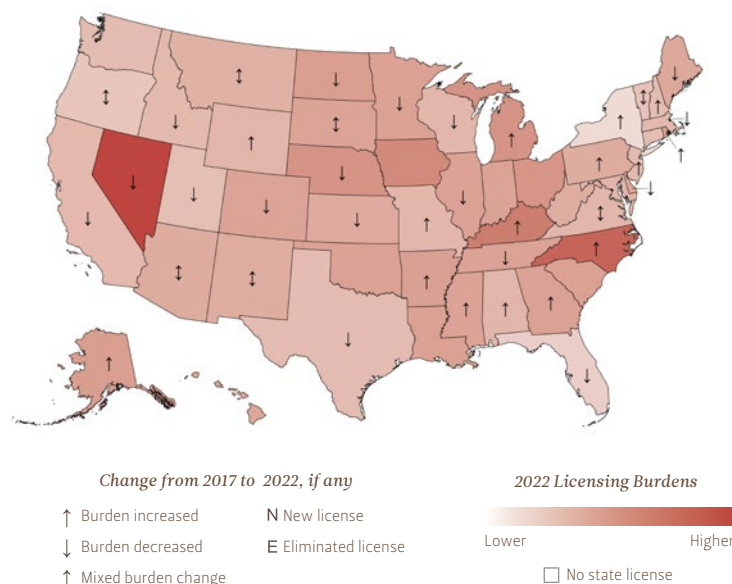 Change from 2017 to 2022, if any
↑ Burden increased
N New license
↓ Burden decreased
E Eliminated license
↑ Mixed burden change
2022 Licensing Burdens
Lower
Higher
No state license